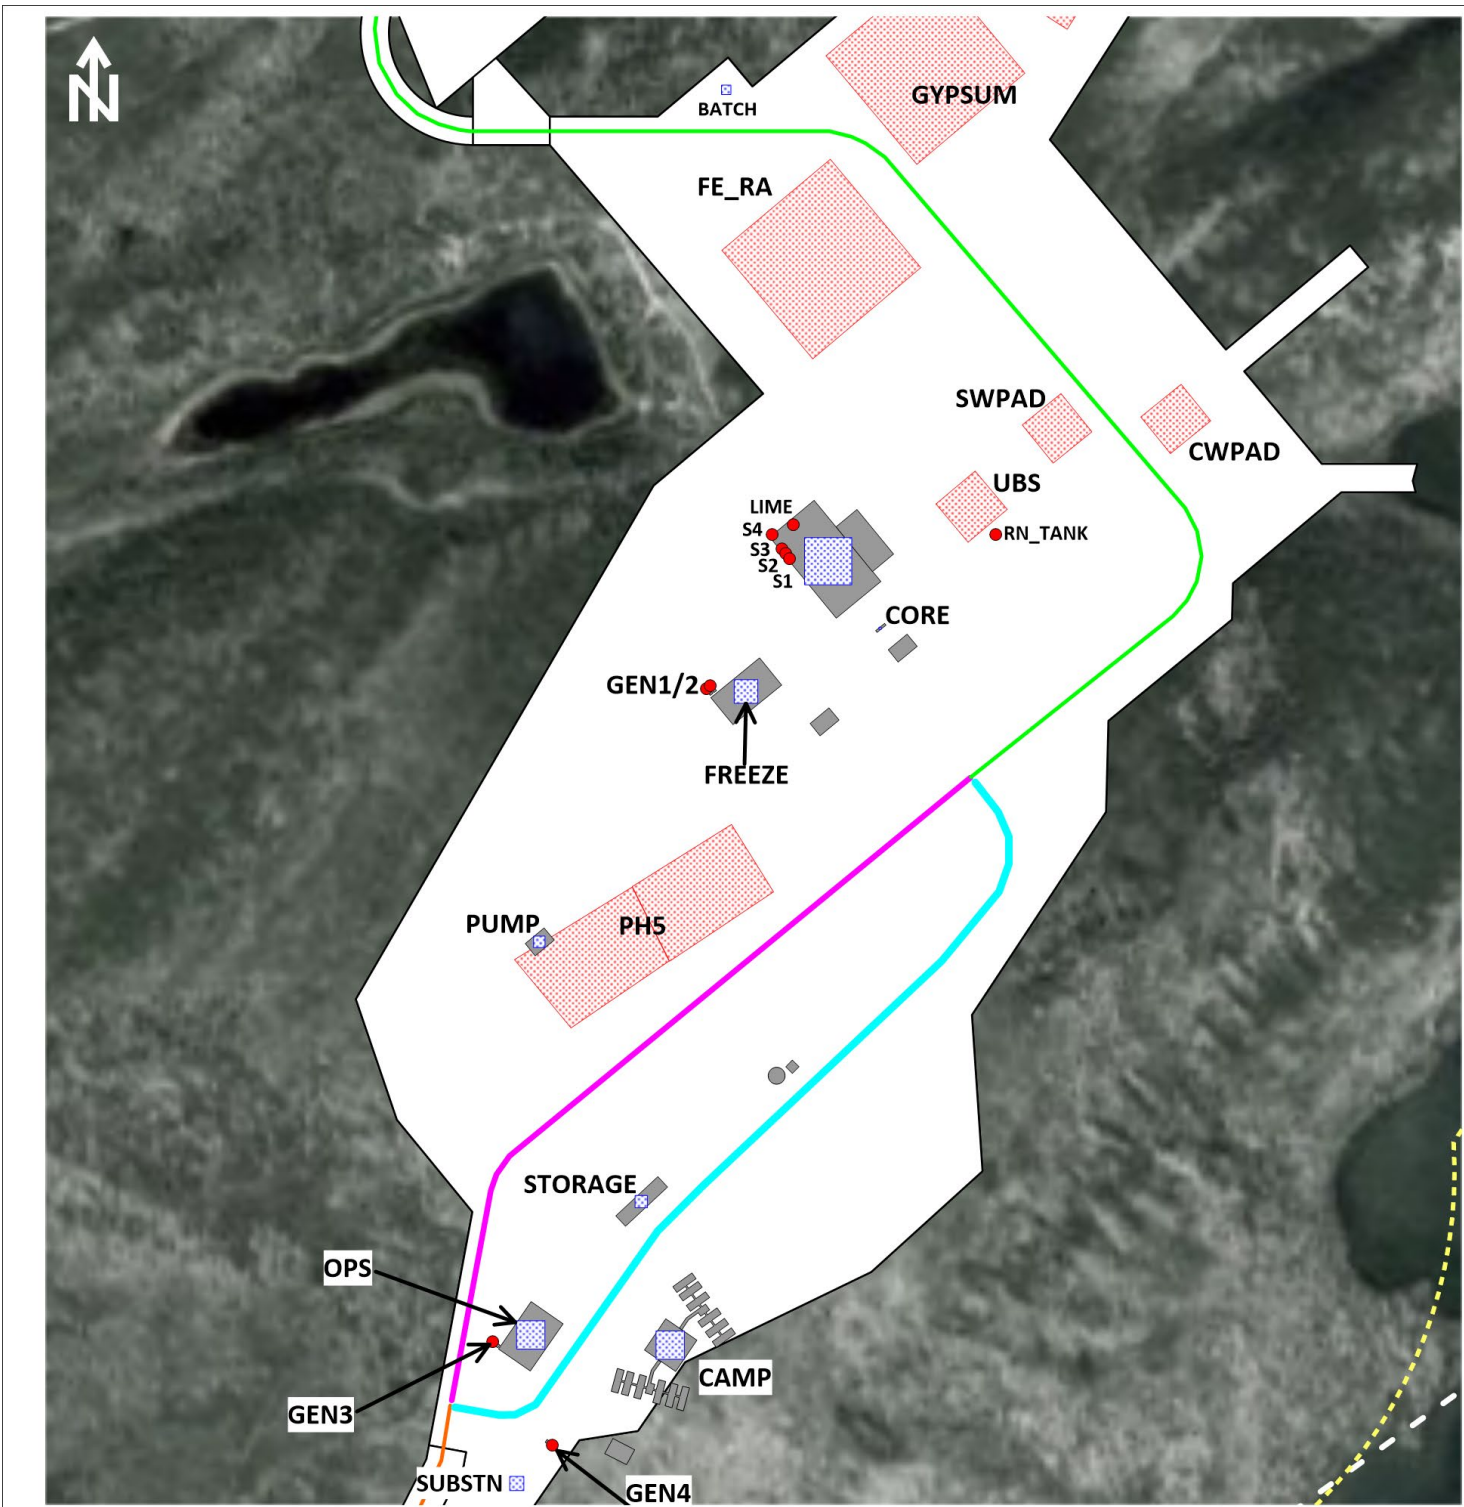 N
GYPSUM
BATCH
FE_RA
SWPAD
CWPAD
UBS
LIME
S4
RN_TANK
S3
S2
S1
CORE
GEN1/2
FREEZE
PUMP
PH5
STORAGE
OPS
CAMP
GEN3
SUBSTN
GEN4